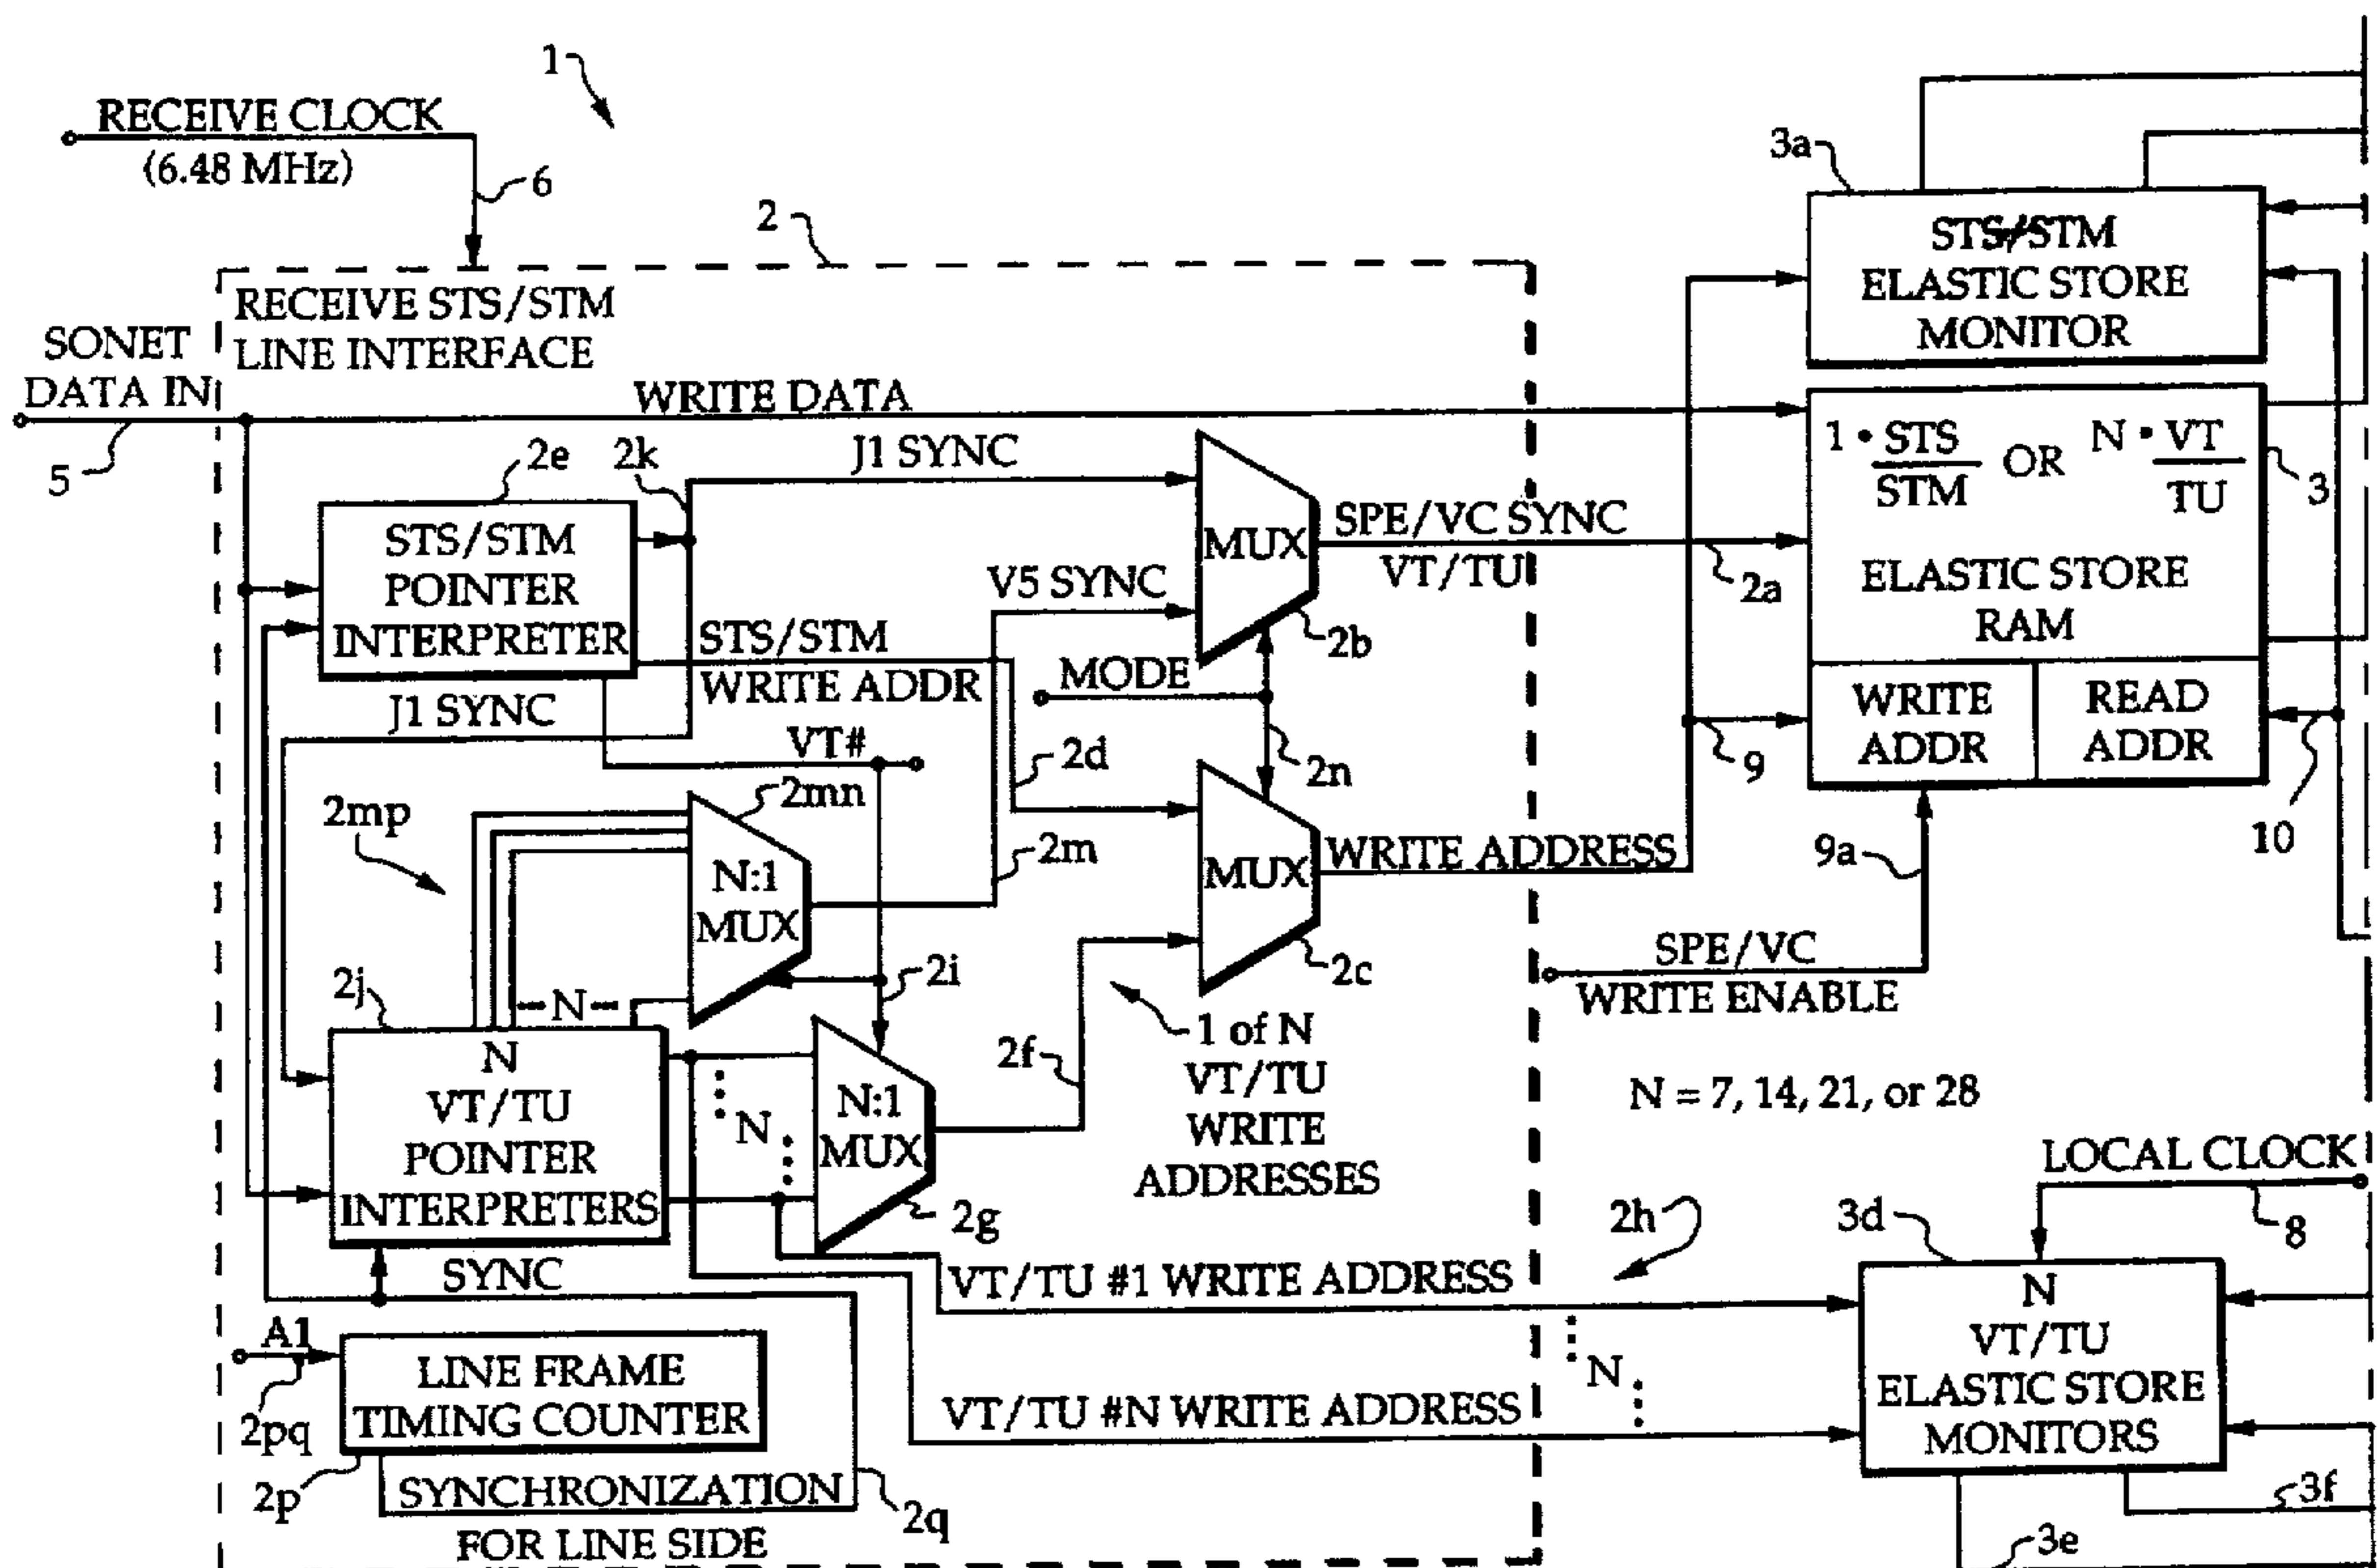 1
RECEIVE CLOCK
(6.48 MHz)
6
2
3a
STS/STM
ELASTIC STORE
MONITOR
RECEIVE STS/STM
LINE INTERFACE
SONET
DATA IN
5
WRITE DATA
2e
2k
J1 SYNC
STS/STM
POINTER
INTERPRETER
MUX
SPE/VC SYNC
VT/TU
2a
V5 SYNC
2b
1 • STS/STM OR N • VT/TU
3
ELASTIC STORE
RAM
STS/STM
WRITE ADDR
MODE
WRITE
ADDR
READ
ADDR
J1 SYNC
VT#
2d
2n
9
10
2mp
2mn
2m
N:1
MUX
MUX
WRITE ADDRESS
9a
2c
SPE/VC
WRITE ENABLE
2j
-N-
2i
1 of N
VT/TU
WRITE
ADDRESSES
2f
N = 7, 14, 21, or 28
N
VT/TU
POINTER
INTERPRETERS
N
N:1
MUX
2g
LOCAL CLOCK
8
2h
3d
SYNC
VT/TU #1 WRITE ADDRESS
N
VT/TU
ELASTIC STORE
MONITORS
N
A1
2pq
LINE FRAME
TIMING COUNTER
VT/TU #N WRITE ADDRESS
2p
SYNCHRONIZATION
FOR LINE SIDE
2q
3f
3e